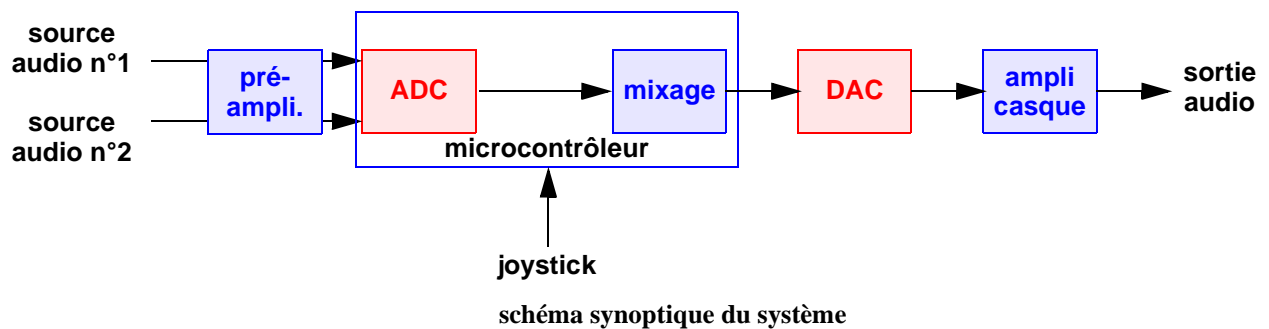 source
audio n°1
source
audio n°2
pré-
ampli.
ADC
mixage
microcontrôleur
joystick
DAC
ampli
casque
sortie
audio
schéma synoptique du système